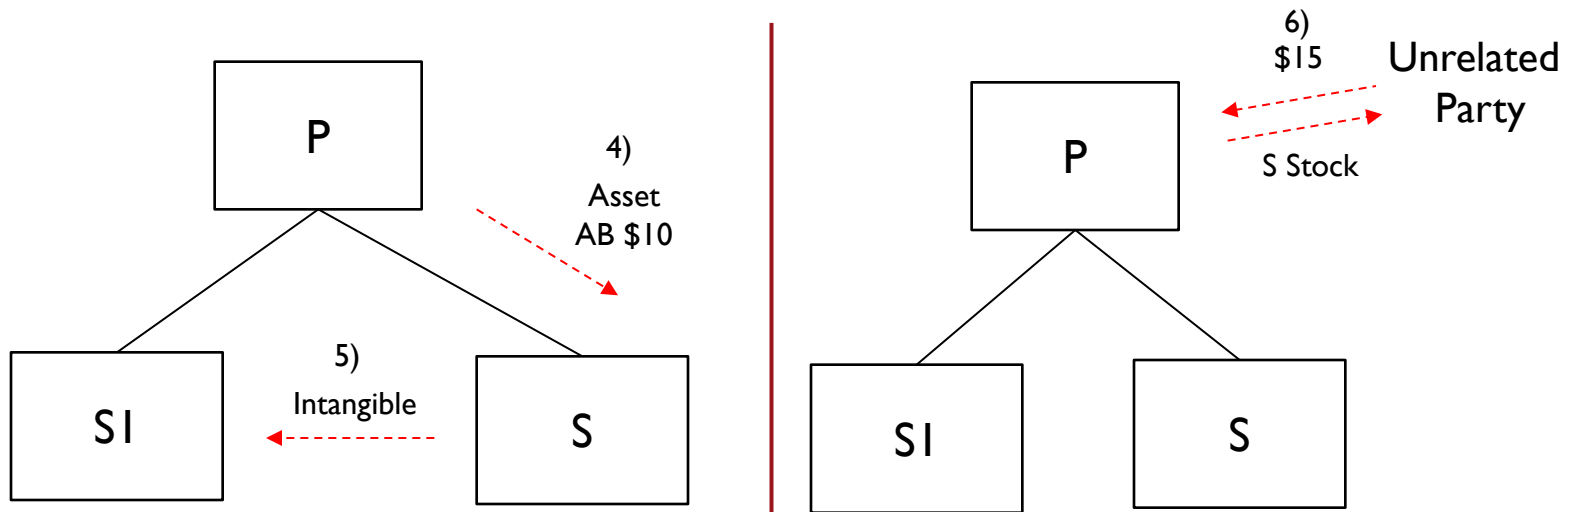 P
4)
Asset
AB $10
5)
Intangible
S1
S
6)
$15
Unrelated
Party
P
S Stock
S1
S